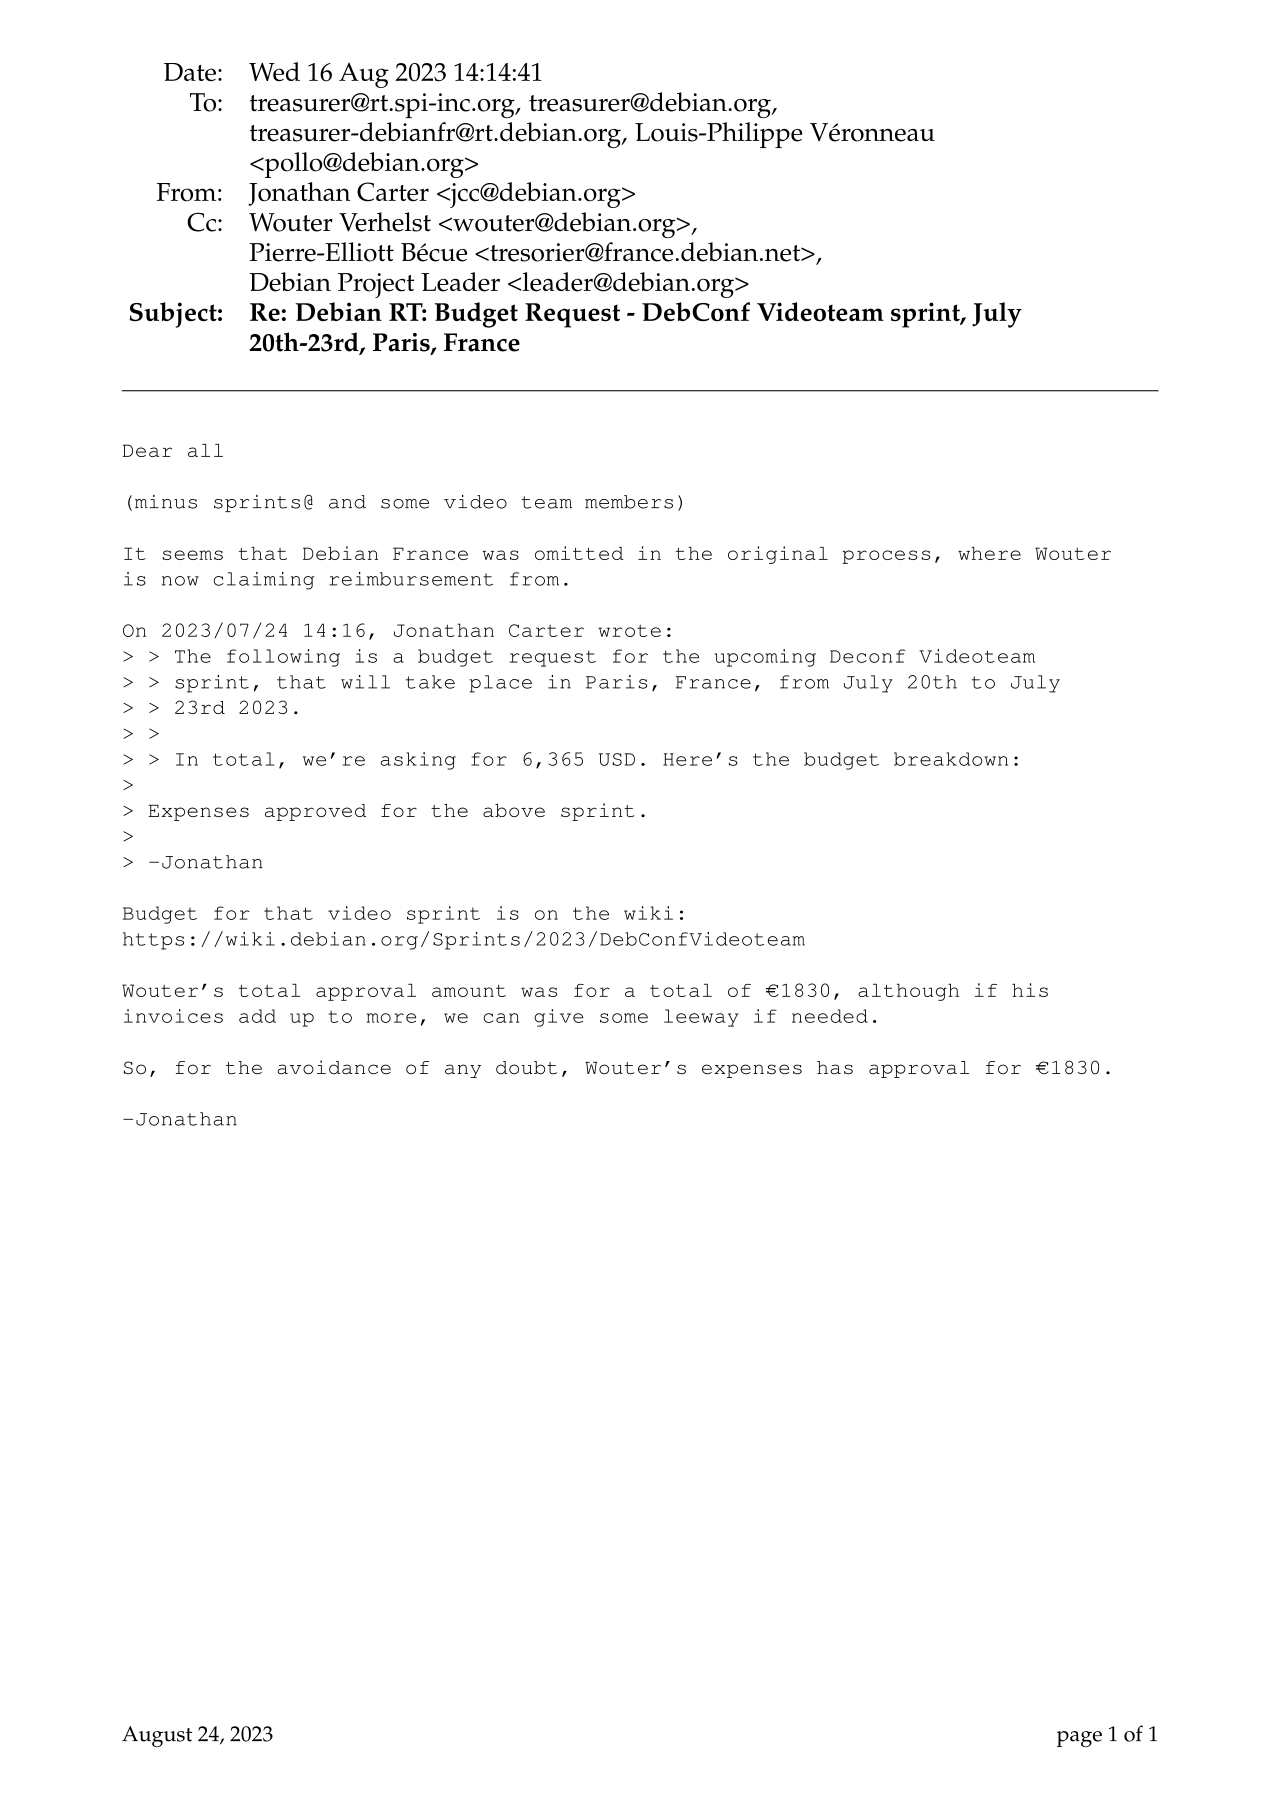 Date: Wed 16 Aug 2023 14:14:41
To: treasurer@rt.spi-inc.org, treasurer@debian.org,
treasurer-debianfr@rt.debian.org, Louis-Philippe Véronneau
<pollo@debian.org>
From: Jonathan Carter <jcc@debian.org>
Cc: Wouter Verhelst <wouter@debian.org>,
Pierre-Elliott Bécue <tresorier@france.debian.net>,
Debian Project Leader <leader@debian.org>
Subject: Re: Debian RT: Budget Request - DebConf Videoteam sprint, July
20th-23rd, Paris, France
Dear all
(minus sprints@ and some video team members)
It seems that Debian France was omitted in the original process, where Wouter
is now claiming reimbursement from.
On 2023/07/24 14:16, Jonathan Carter wrote:
> > The following is a budget request for the upcoming Deconf Videoteam
> > sprint, that will take place in Paris, France, from July 20th to July
> > 23rd 2023.
> >
> > In total, we're asking for 6,365 USD. Here's the budget breakdown:
>
> Expenses approved for the above sprint.
>
> -Jonathan
Budget for that video sprint is on the wiki:
https://wiki.debian.org/Sprints/2023/DebConfVideoteam
Wouter's total approval amount was for a total of €1830, although if his
invoices add up to more, we can give some leeway if needed.
So, for the avoidance of any doubt, Wouter's expenses has approval for €1830.
-Jonathan
August 24, 2023
page 1 of 1